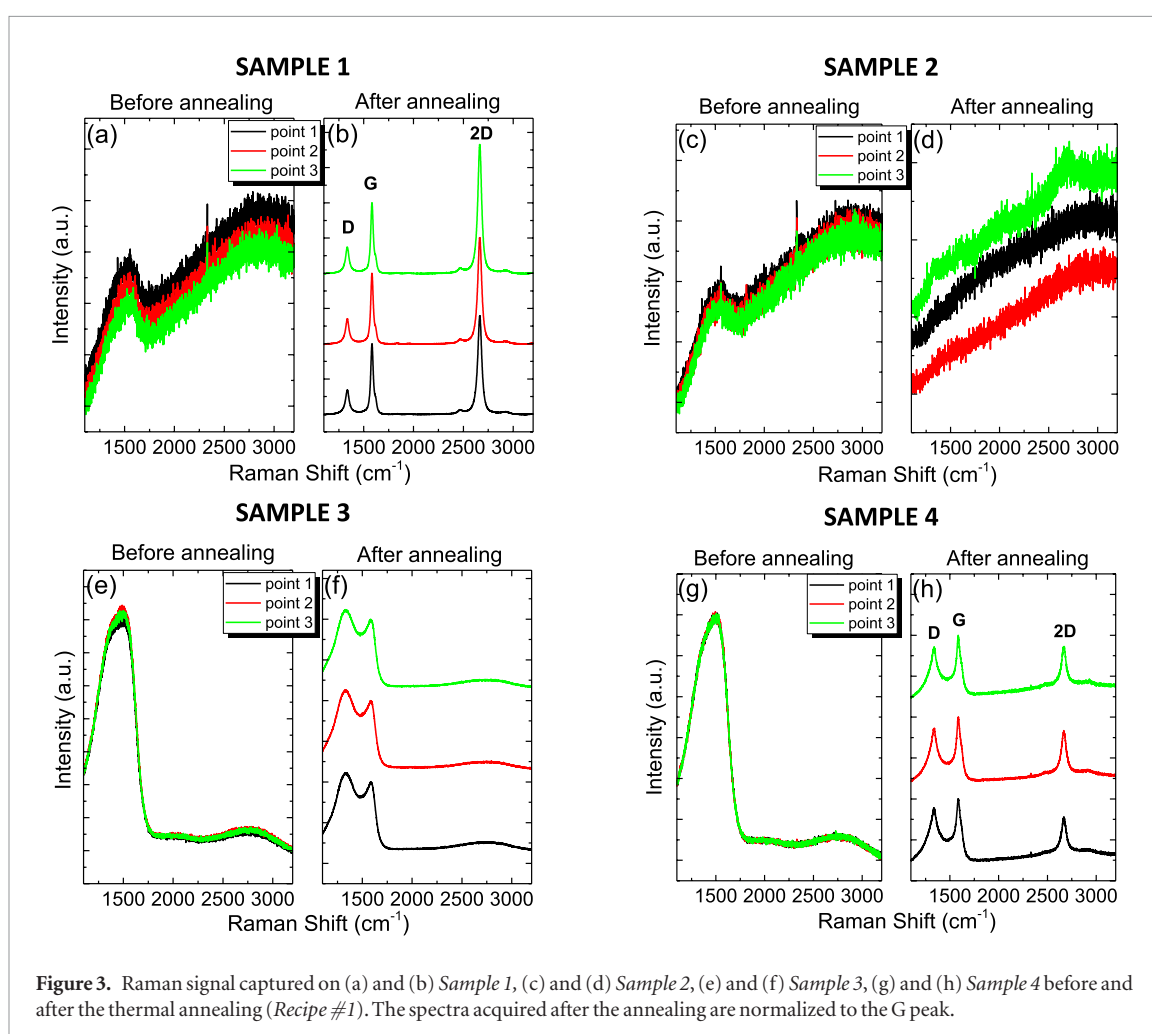 SAMPLE 1
Before annealing
After annealing
(a)
point 1
point 2
point 3
(b)
D
G
2D
Intensity (a.u.)
1500 2000 2500 3000
1500 2000 2500 3000
Raman Shift (cm⁻¹)
SAMPLE 2
Before annealing
After annealing
(c)
point 1
point 2
point 3
(d)
Intensity (a.u.)
1500 2000 2500 3000
1500 2000 2500 3000
Raman Shift (cm⁻¹)
SAMPLE 3
Before annealing
After annealing
(e)
point 1
point 2
point 3
(f)
Intensity (a.u.)
1500 2000 2500 3000
1500 2000 2500 3000
Raman Shift (cm⁻¹)
SAMPLE 4
Before annealing
After annealing
(g)
point 1
point 2
point 3
(h)
D
G
2D
Intensity (a.u.)
1500 2000 2500 3000
1500 2000 2500 3000
Raman Shift (cm⁻¹)
Figure 3. Raman signal captured on (a) and (b) Sample 1, (c) and (d) Sample 2, (e) and (f) Sample 3, (g) and (h) Sample 4 before and
after the thermal annealing (Recipe #1). The spectra acquired after the annealing are normalized to the G peak.